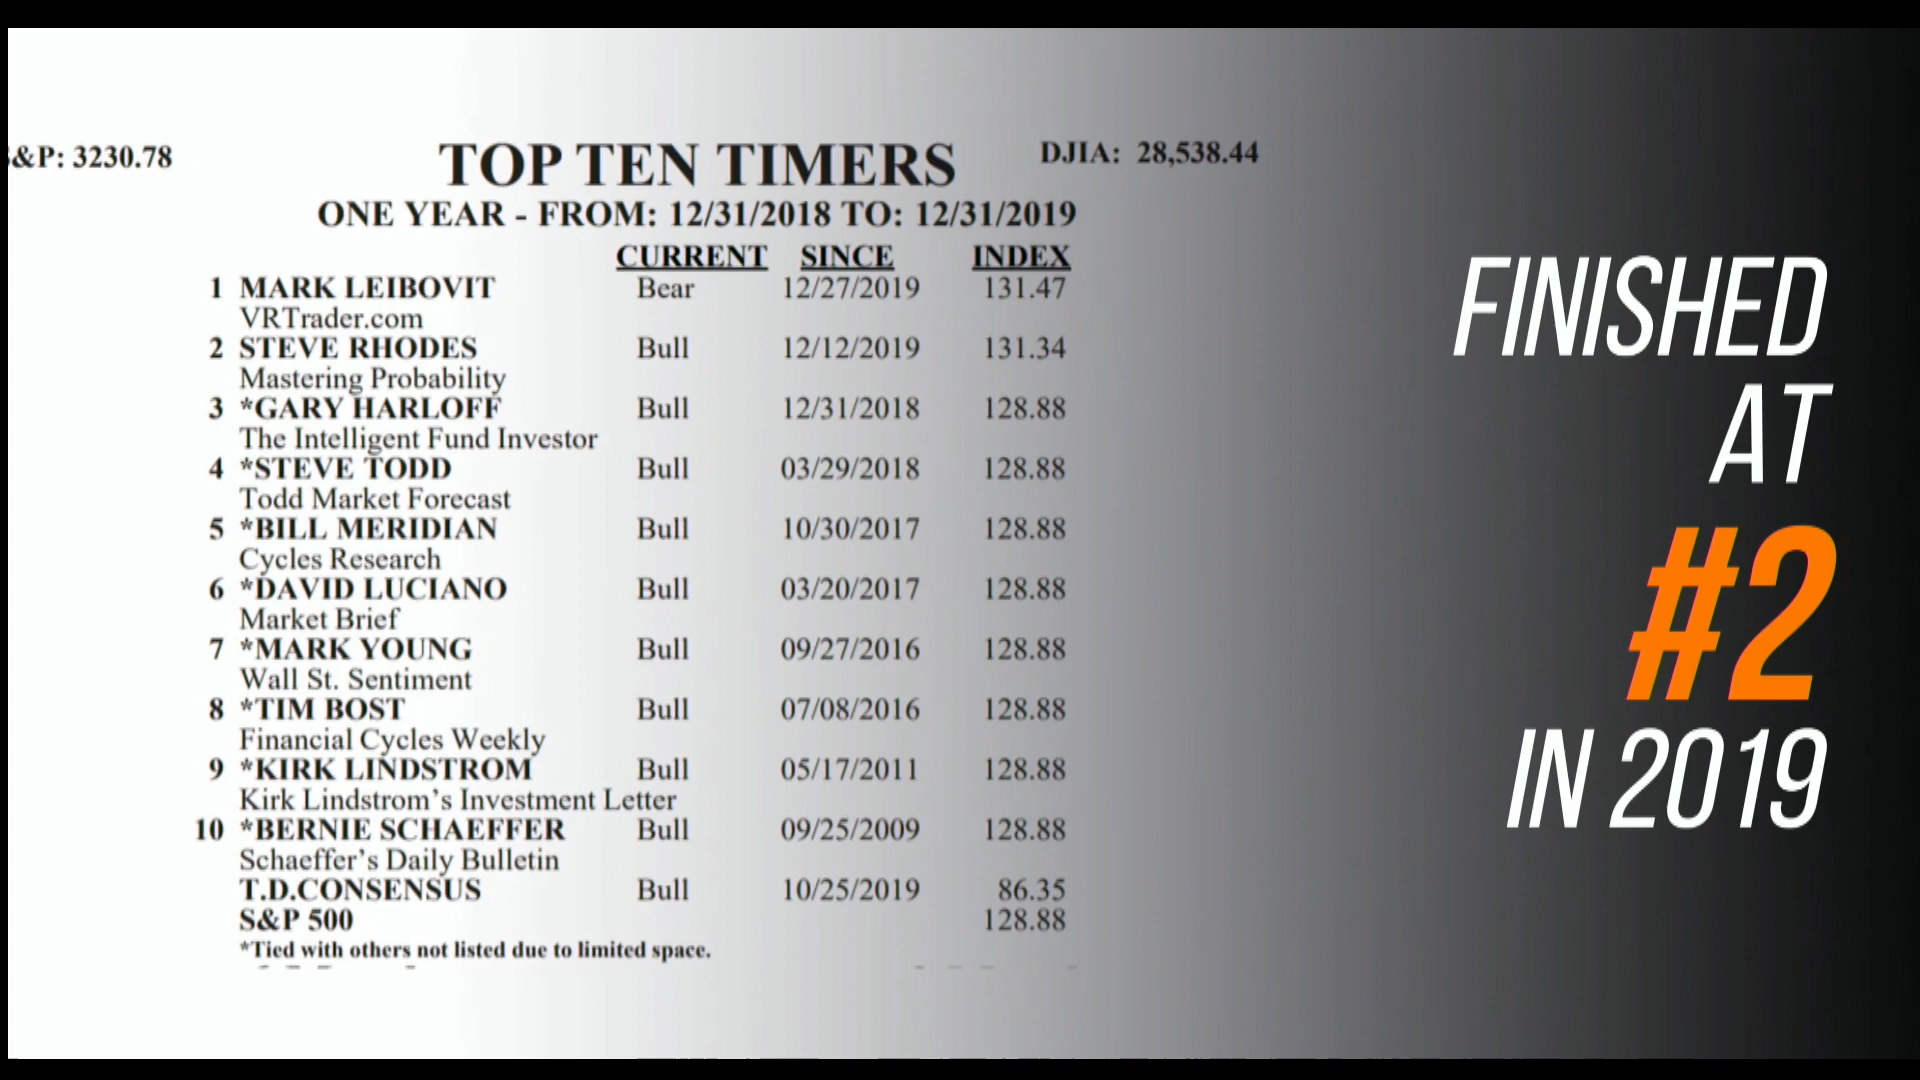 &P: 3230.78
TOP TEN TIMERS
DJIA: 28,538.44
ONE YEAR - FROM: 12/31/2018 TO: 12/31/2019
CURRENT SINCE INDEX
1 MARK LEIBOVIT Bear 12/27/2019 131.47
VRTrader.com
2 STEVE RHODES Bull 12/12/2019 131.34
Mastering Probability
3 *GARY HARLOFF Bull 12/31/2018 128.88
The Intelligent Fund Investor
4 *STEVE TODD Bull 03/29/2018 128.88
Todd Market Forecast
5 *BILL MERIDIAN Bull 10/30/2017 128.88
Cycles Research
6 *DAVID LUCIANO Bull 03/20/2017 128.88
Market Brief
7 *MARK YOUNG Bull 09/27/2016 128.88
Wall St. Sentiment
8 *TIM BOST Bull 07/08/2016 128.88
Financial Cycles Weekly
9 *KIRK LINDSTROM Bull 05/17/2011 128.88
Kirk Lindstrom's Investment Letter
10 *BERNIE SCHAEFFER Bull 09/25/2009 128.88
Schaeffer's Daily Bulletin
T.D.CONSENSUS Bull 10/25/2019 86.35
S&P 500 128.88
*Tied with others not listed due to limited space.
FINISHED
AT
#2
IN 2019